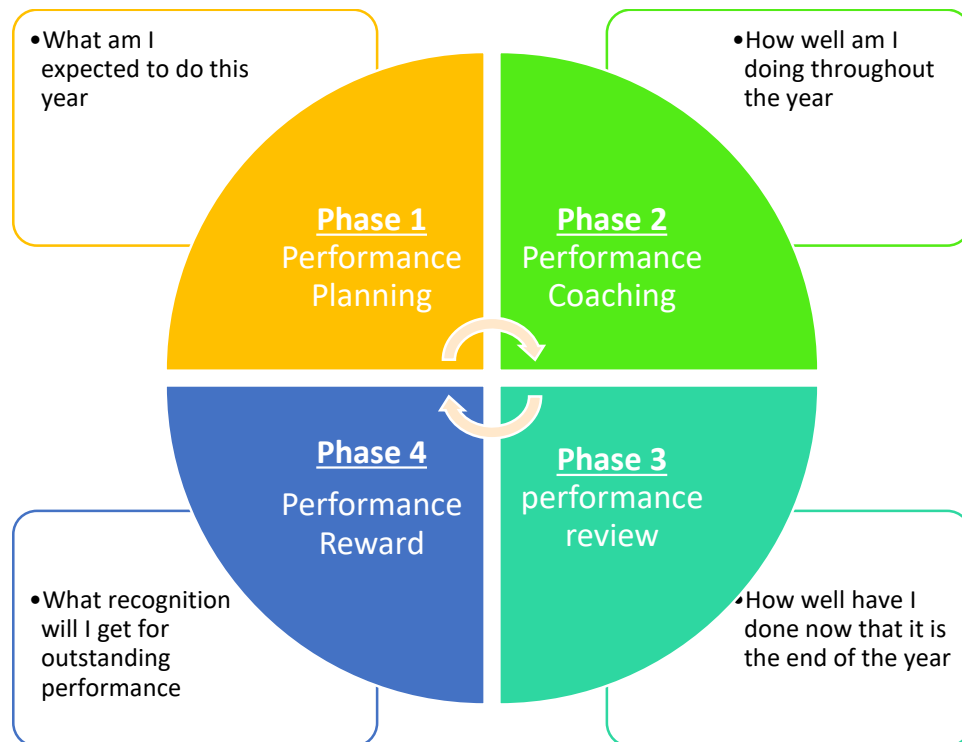 •What am I
expected to do this
year
•How well am I
doing throughout
the year
Phase 1
Performance
Planning
Phase 2
Performance
Coaching
Phase 4
Performance
Reward
Phase 3
performance
review
•What recognition
will I get for
outstanding
performance
•How well have I
done now that it is
the end of the year